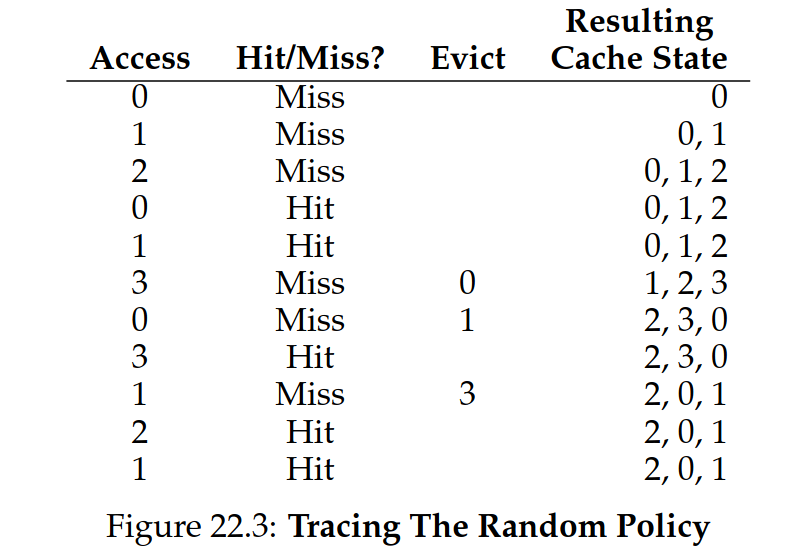 Resulting
Access Hit/Miss? Evict Cache State
0 Miss 0
1 Miss 0, 1
2 Miss 0, 1, 2
0 Hit 0, 1, 2
1 Hit 0, 1, 2
3 Miss 0 1, 2, 3
0 Miss 1 2, 3, 0
3 Hit 2, 3, 0
1 Miss 3 2, 0, 1
2 Hit 2, 0, 1
1 Hit 2, 0, 1
Figure 22.3: Tracing The Random Policy